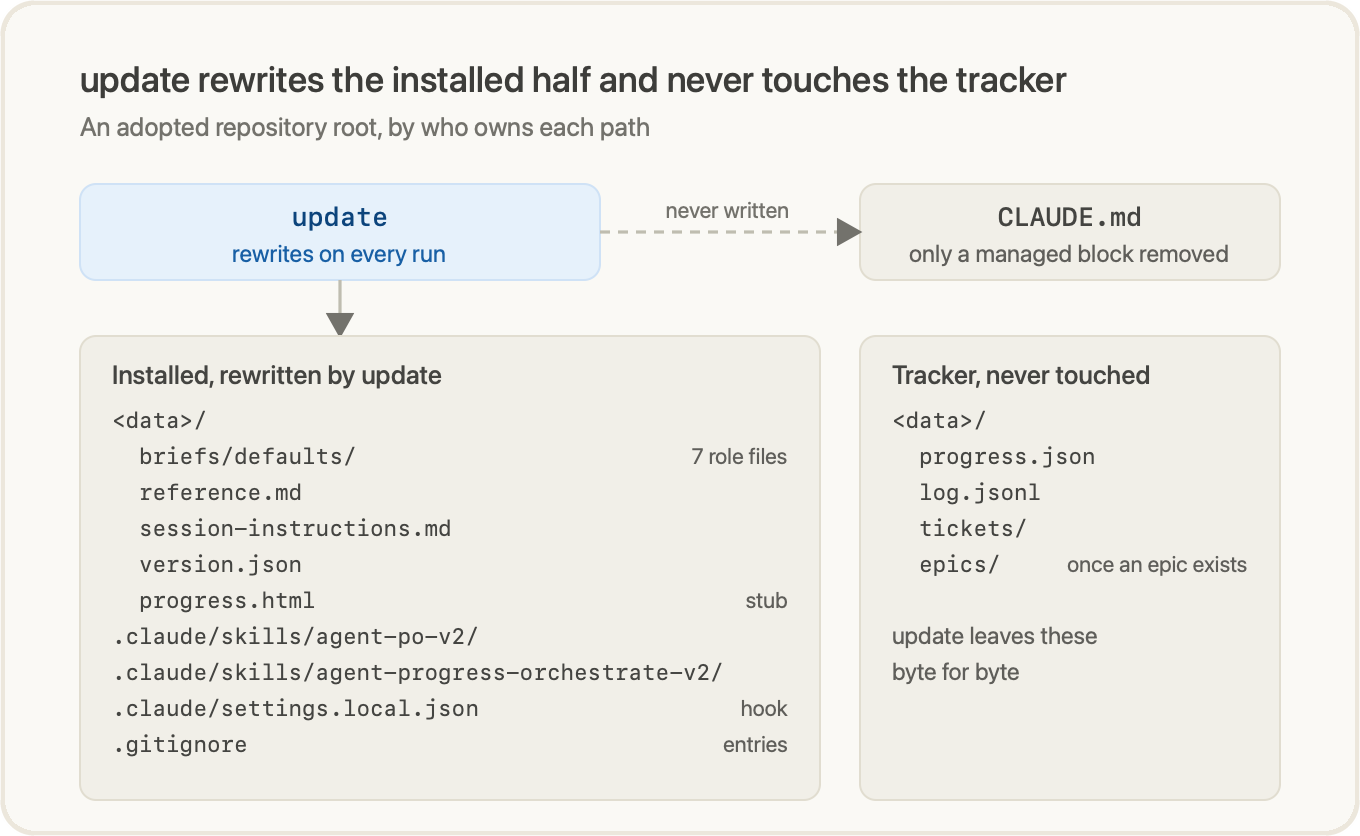 update rewrites the installed half and never touches the tracker
An adopted repository root, by who owns each path
update
rewrites on every run
never written
CLAUDE.md
only a managed block removed
Installed, rewritten by update
<data>/
briefs/defaults/ 7 role files
reference.md
session-instructions.md
version.json
progress.html stub
.claude/skills/agent-po-v2/
.claude/skills/agent-progress-orchestrate-v2/
.claude/settings.local.json hook
.gitignore entries
Tracker, never touched
<data>/
progress.json
log.jsonl
tickets/
epics/ once an epic exists
update leaves these
byte for byte